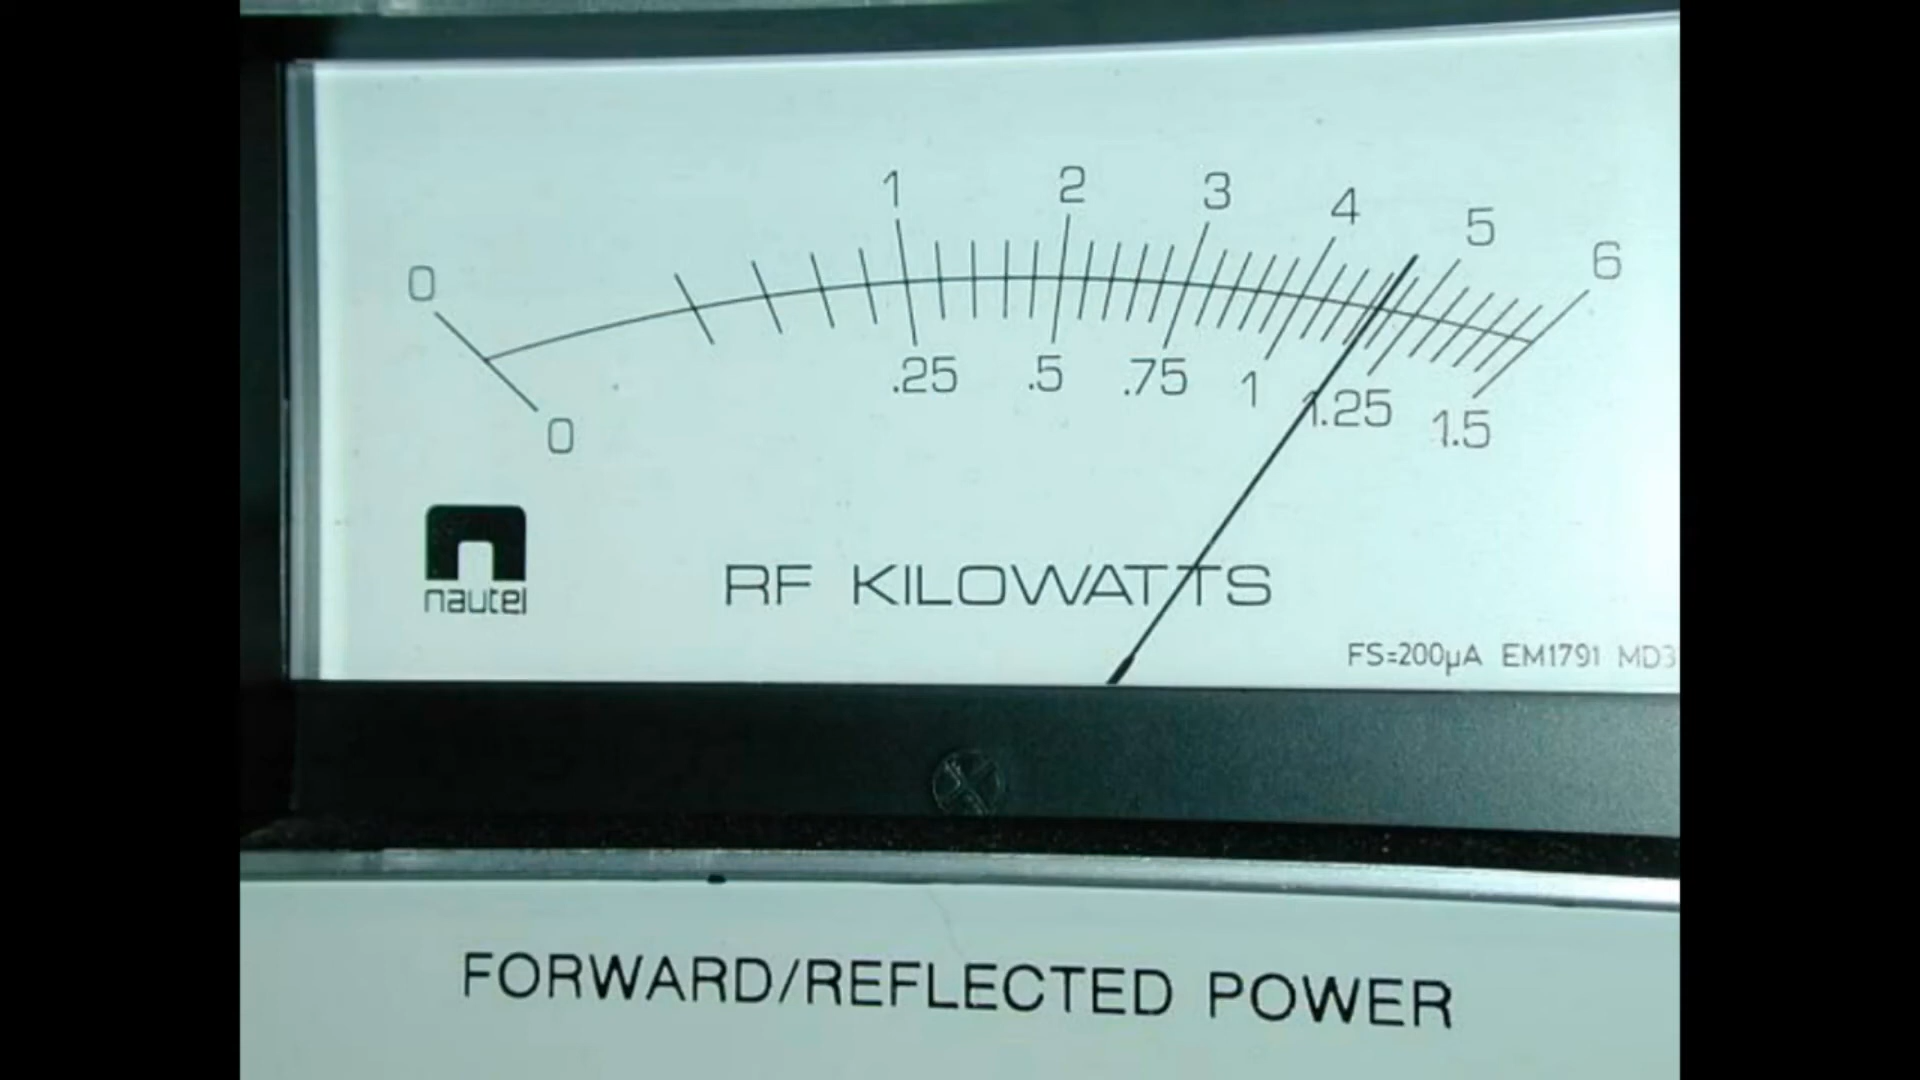 0 1 2 3 4 5 6
0 .25 .5 .75 1 1.25 1.5
nautel
RF KILOWATTS
FS=200µA EM1791 MD3
FORWARD/REFLECTED POWER